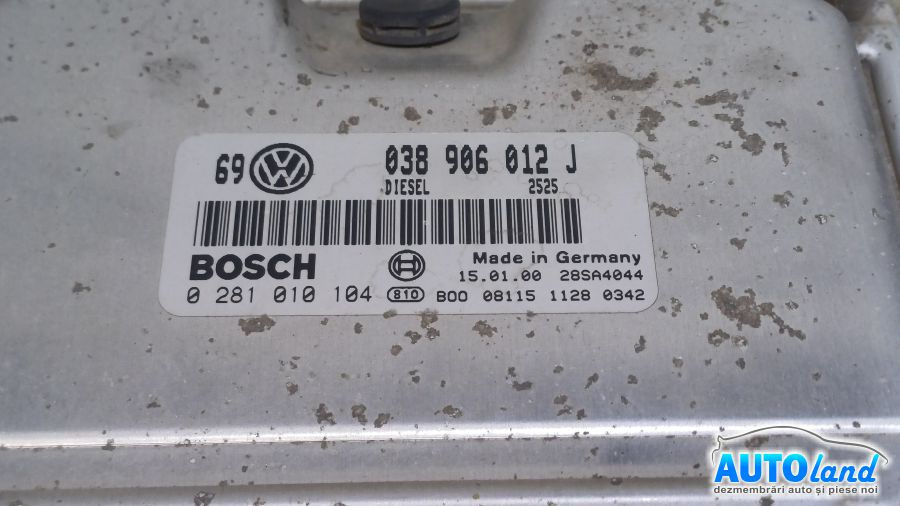 69 VW 038 906 012 J
DIESEL 2525
BOSCH Made in Germany
15.01.00 28SA4044
0 281 010 104 810 B00 08115 1128 0342
AUTOland
dezmembrări auto și piese noi